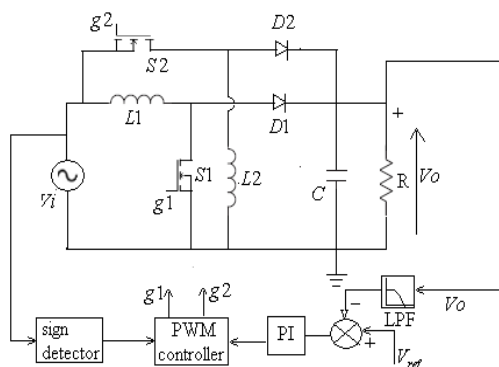 g2
S2
D2
L1
D1
+
S1
L2
g1
C
R
Vo
Vi
g1
g2
−
LPF
Vo
sign
detector
PWM
controller
PI
+
Vref